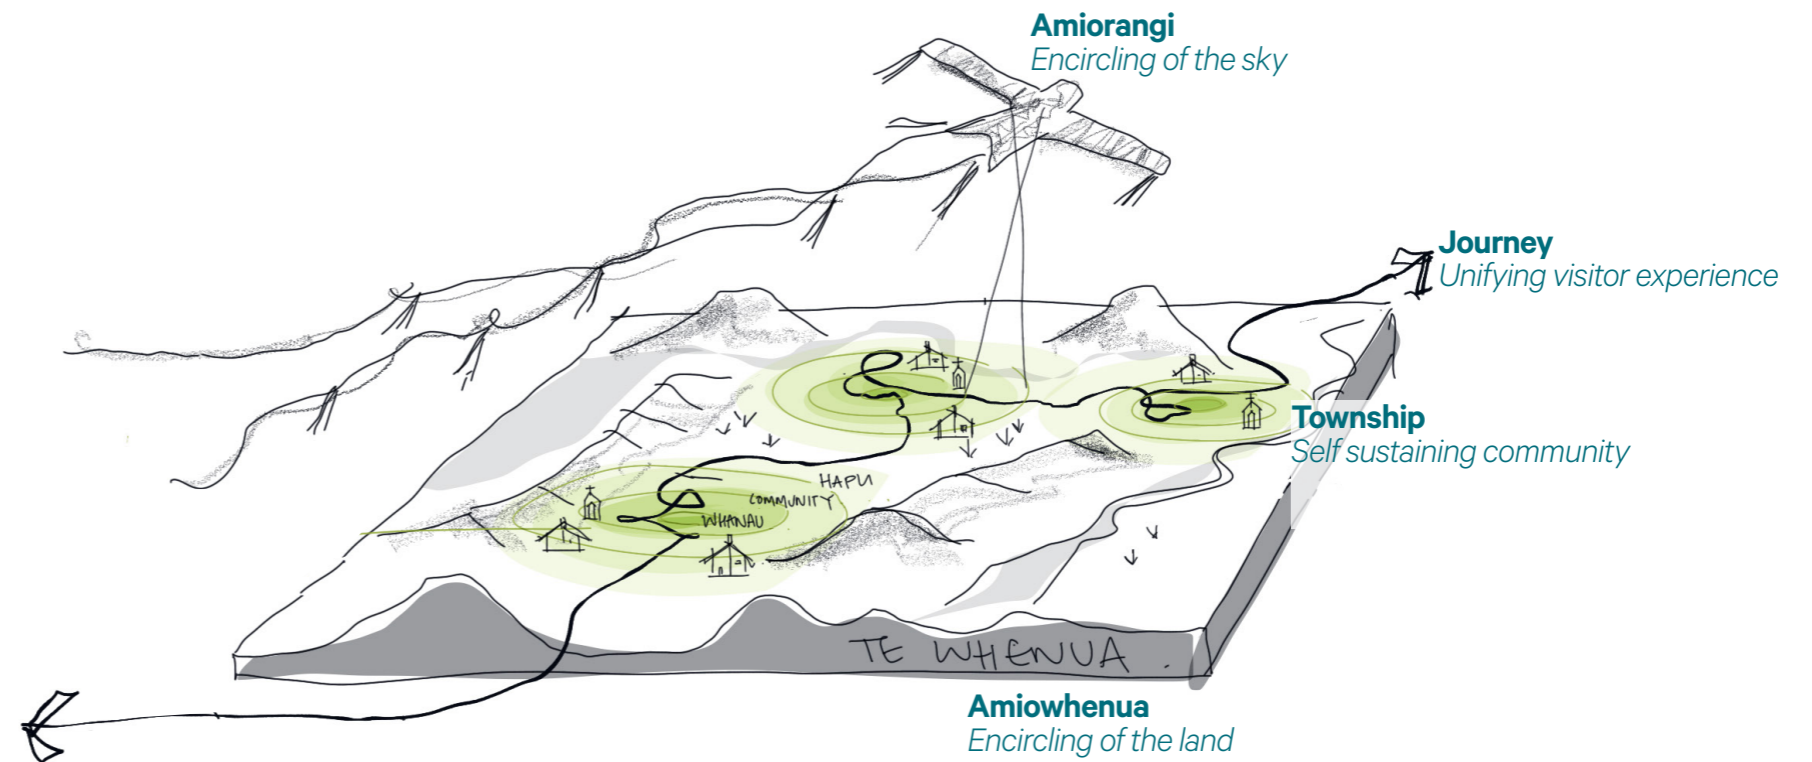 Amiorangi
Encircling of the sky
Journey
Unifying visitor experience
Township
Self sustaining community
HAPU
COMMUNITY
WHANAU
TE WHENUA.
Amiowhenua
Encircling of the land